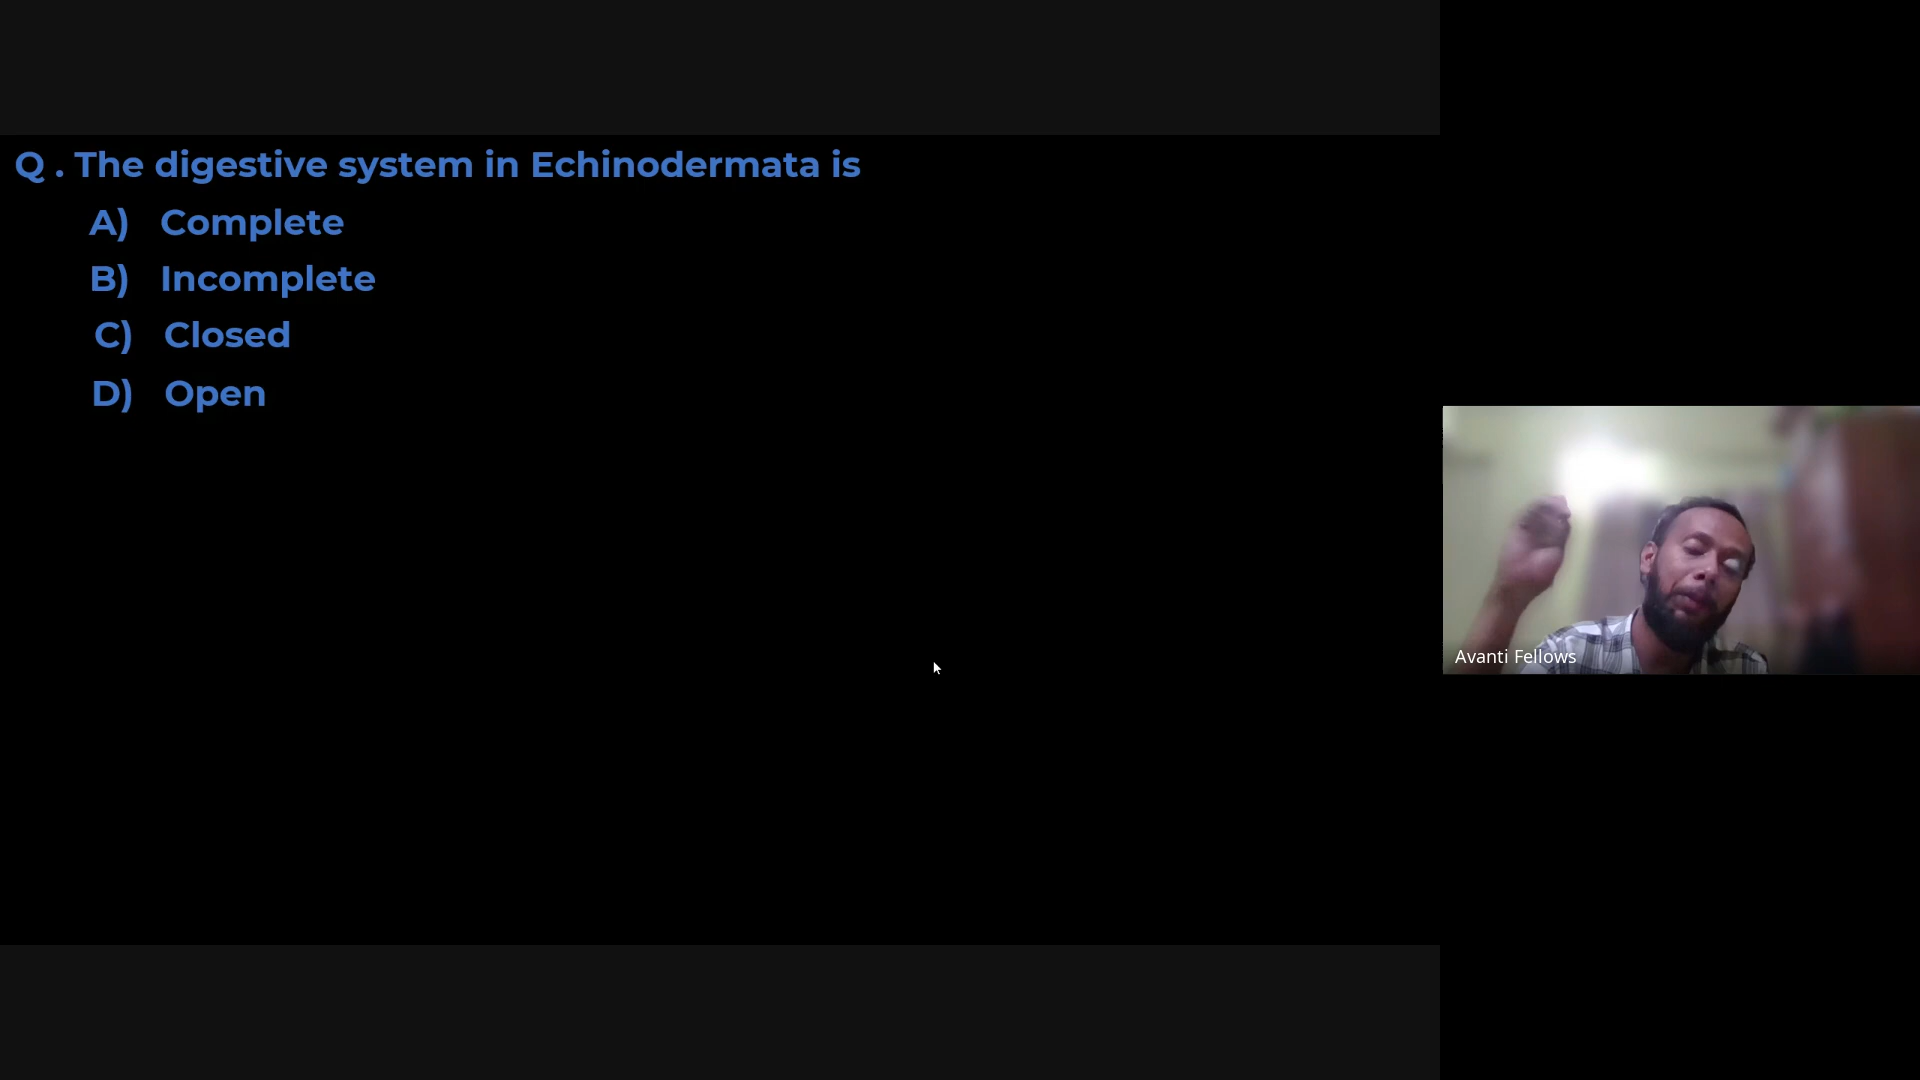 Q . The digestive system in Echinodermata is
A) Complete
B) Incomplete
C) Closed
D) Open
Avanti Fellows